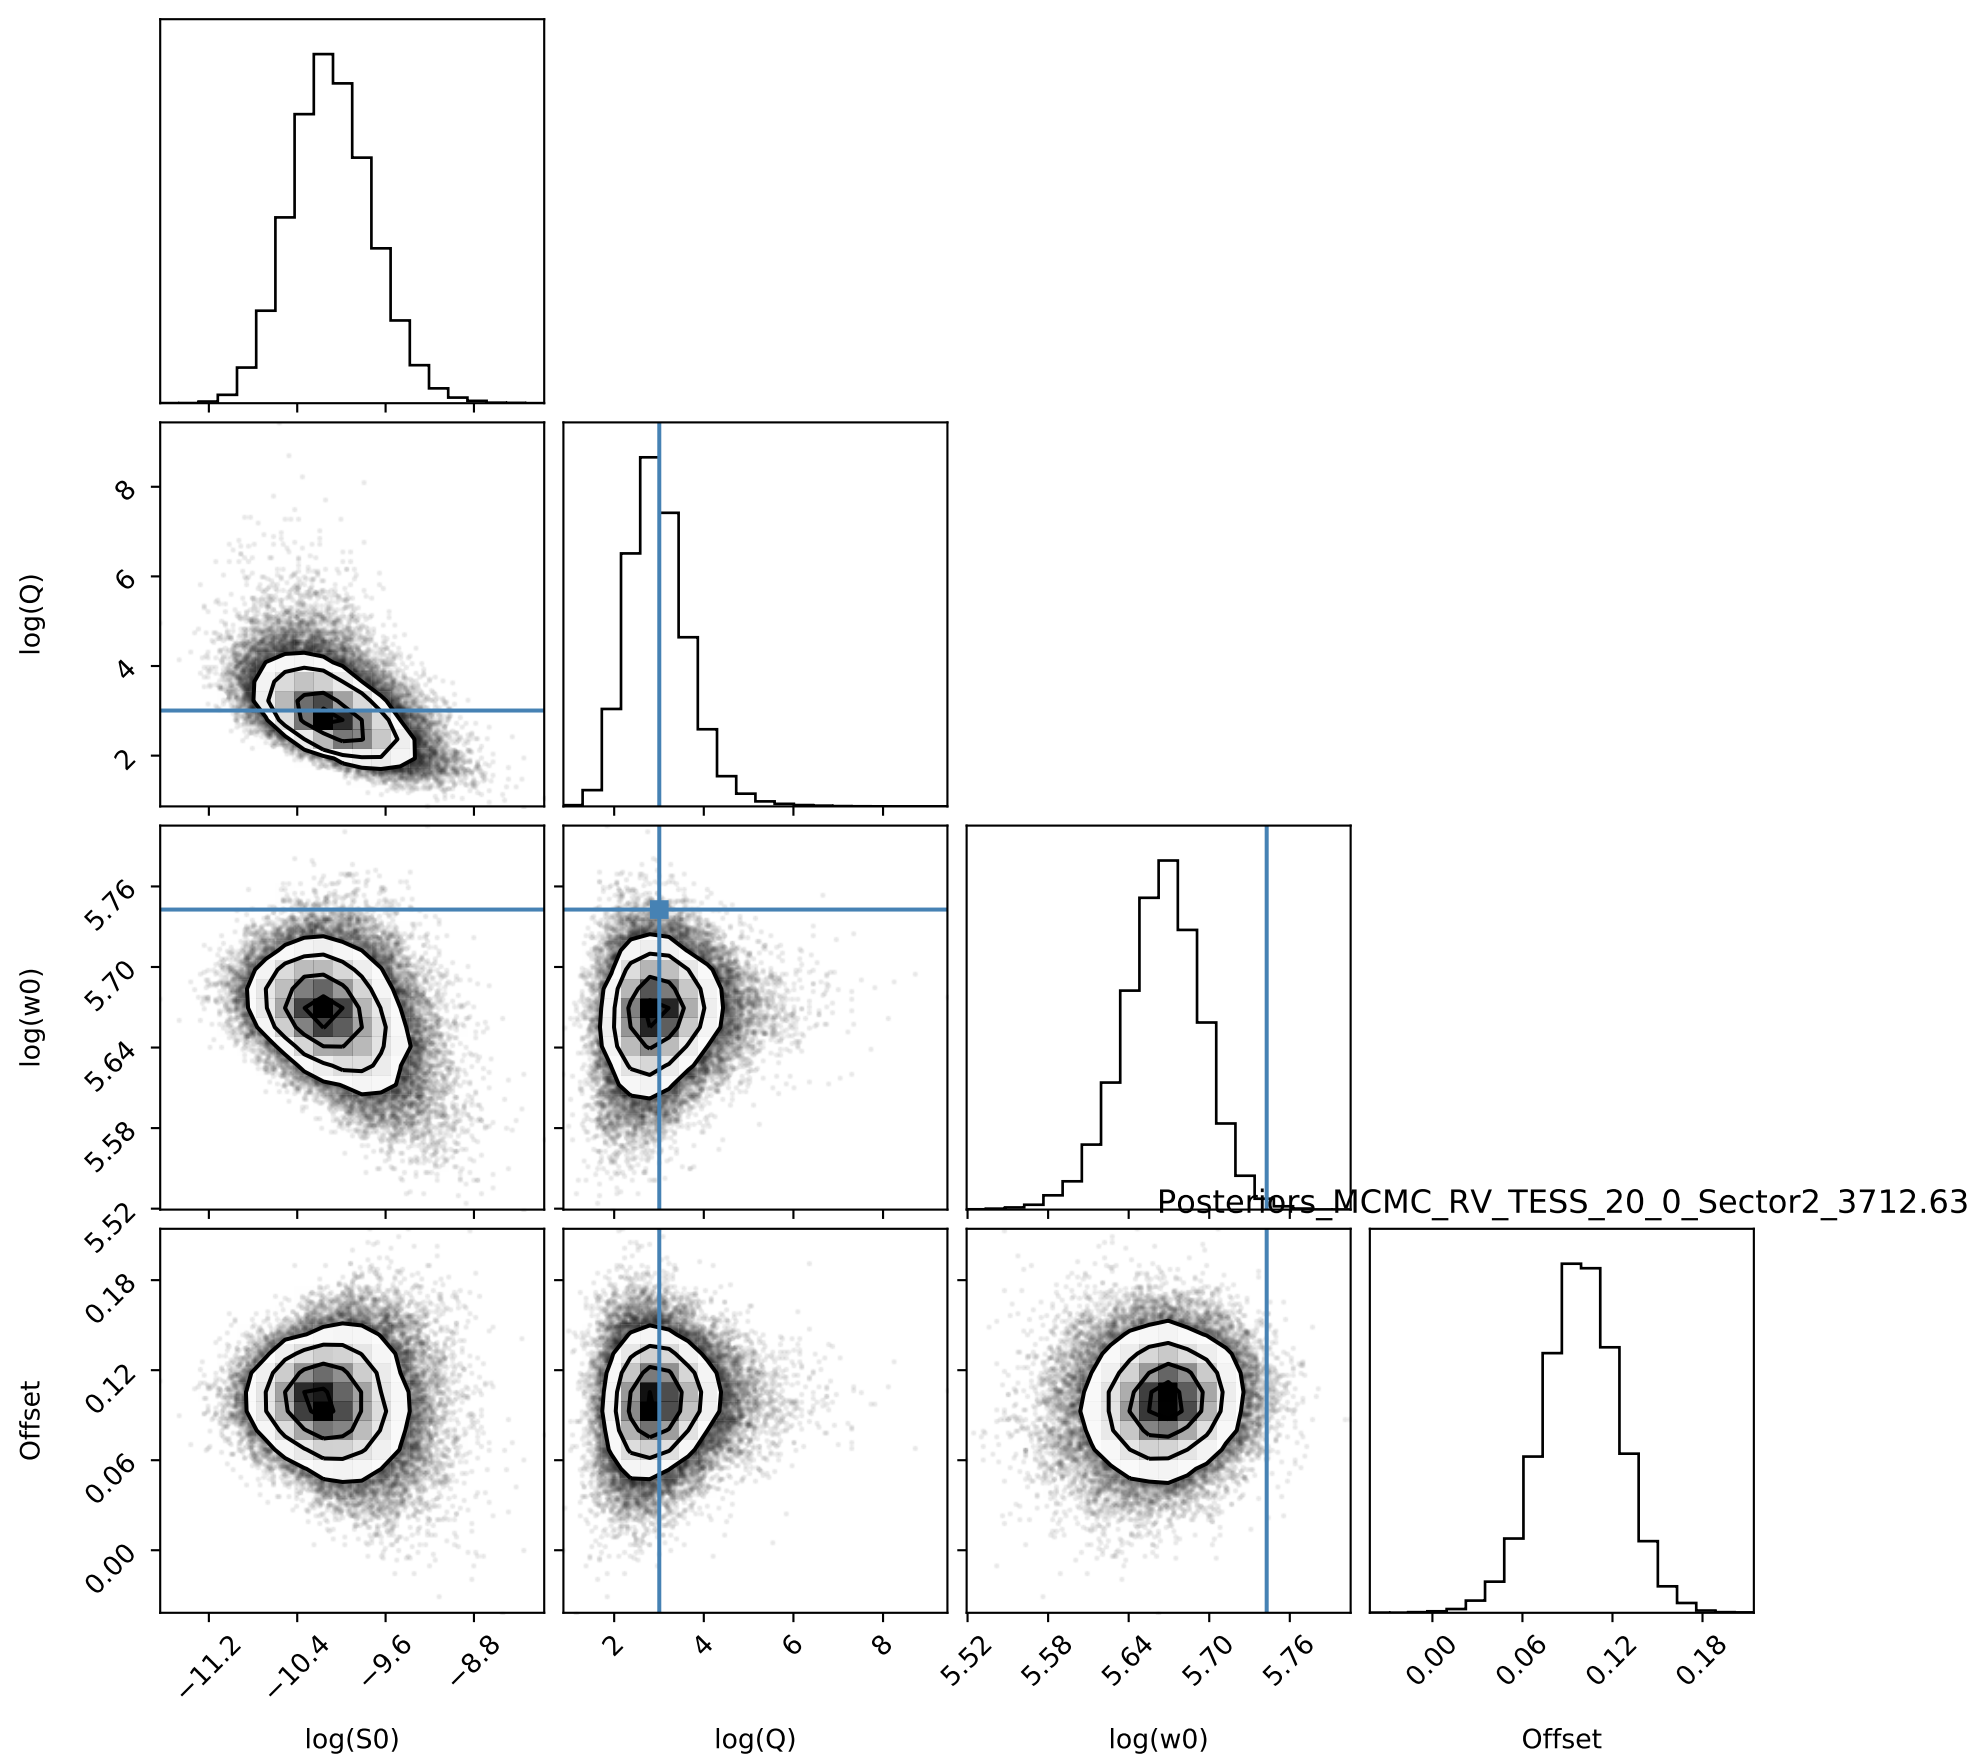 8
6
4
2
log(Q)
5.76
5.70
5.64
5.58
5.52
log(w0)
Posteriors_MCMC_RV_TESS_20_0_Sector2_3712.63
0.18
0.12
0.06
0.00
Offset
−11.2 −10.4 −9.6 −8.8
2 4 6 8
5.52 5.58 5.64 5.70 5.76
0.00 0.06 0.12 0.18
log(S0) log(Q) log(w0) Offset